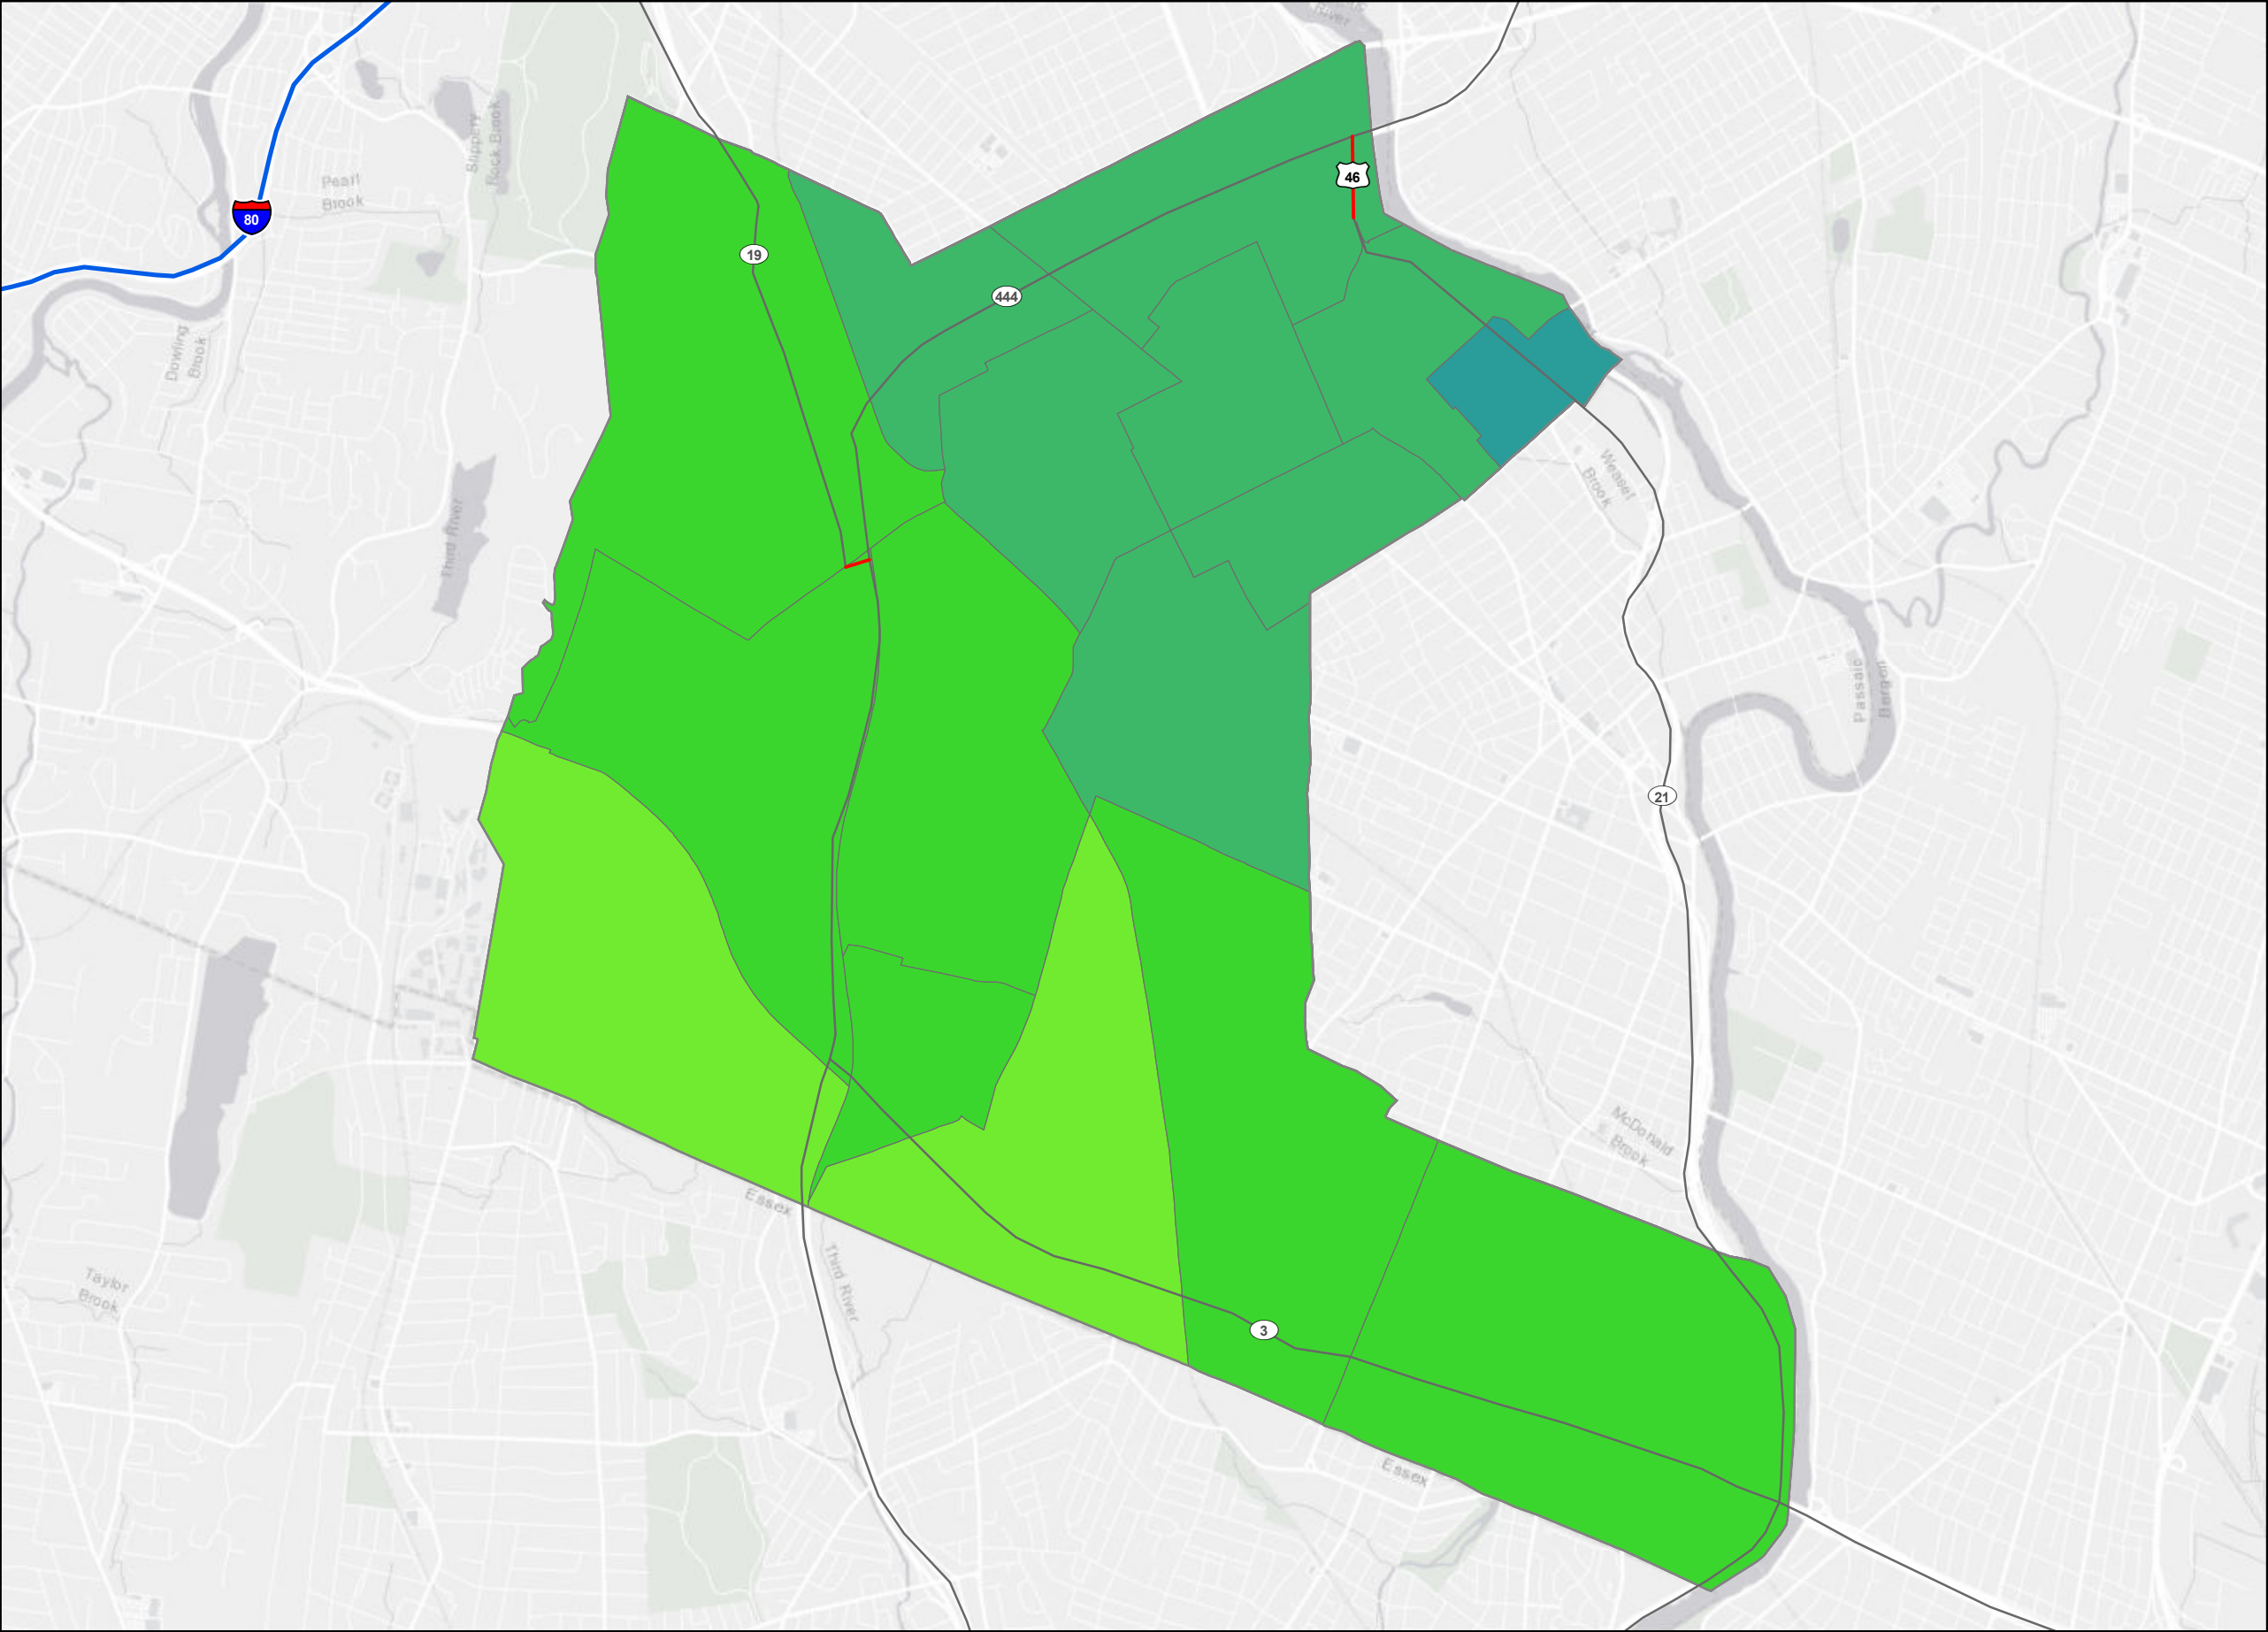 River
Slippery
Rock Brook
Pearl
Brook
46
80
19
444
Dowling
Brook
Weasel
Brook
Third River
Passaic
Bergen
21
McDonald
Brook
Essex
Third River
Taylor
Brook
3
Essex